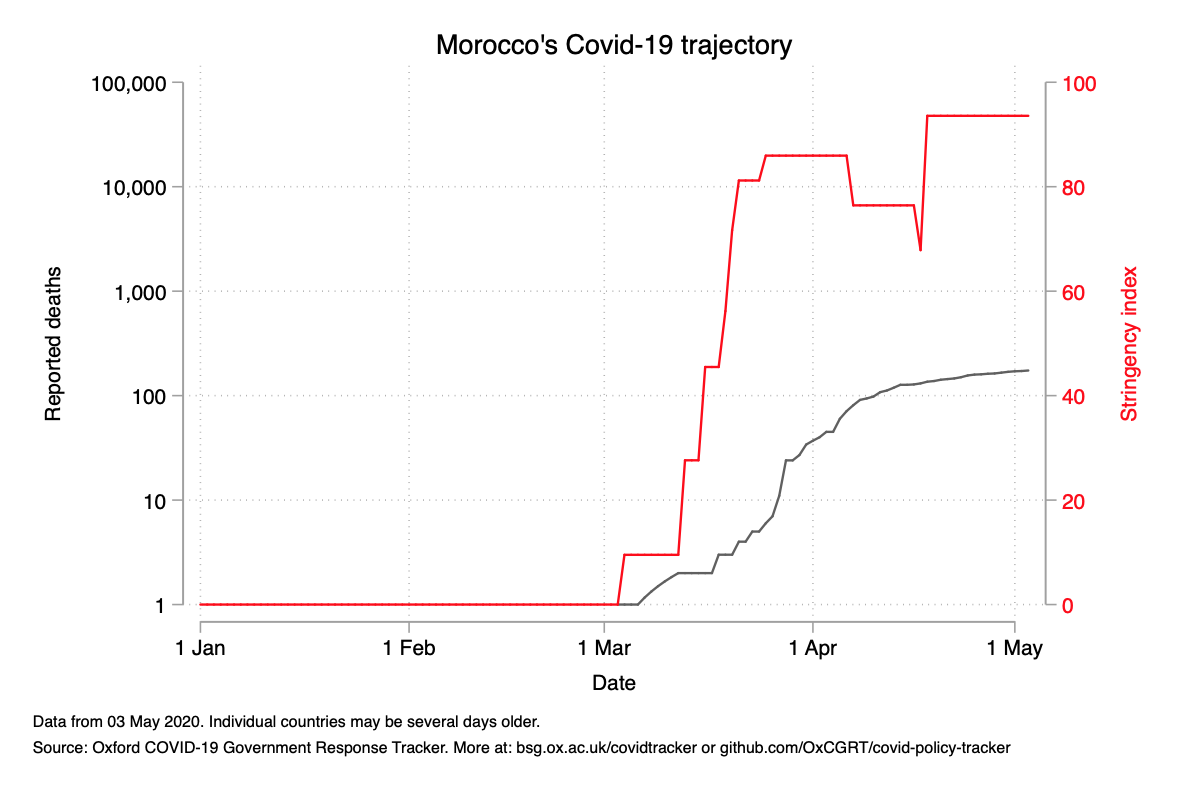 Morocco's Covid-19 trajectory
100,000
10,000
1,000
100
10
1
Reported deaths
100
80
60
40
20
0
Stringency index
1 Jan
1 Feb
1 Mar
1 Apr
1 May
Date
Data from 03 May 2020. Individual countries may be several days older.
Source: Oxford COVID-19 Government Response Tracker. More at: bsg.ox.ac.uk/covidtracker or github.com/OxCGRT/covid-policy-tracker